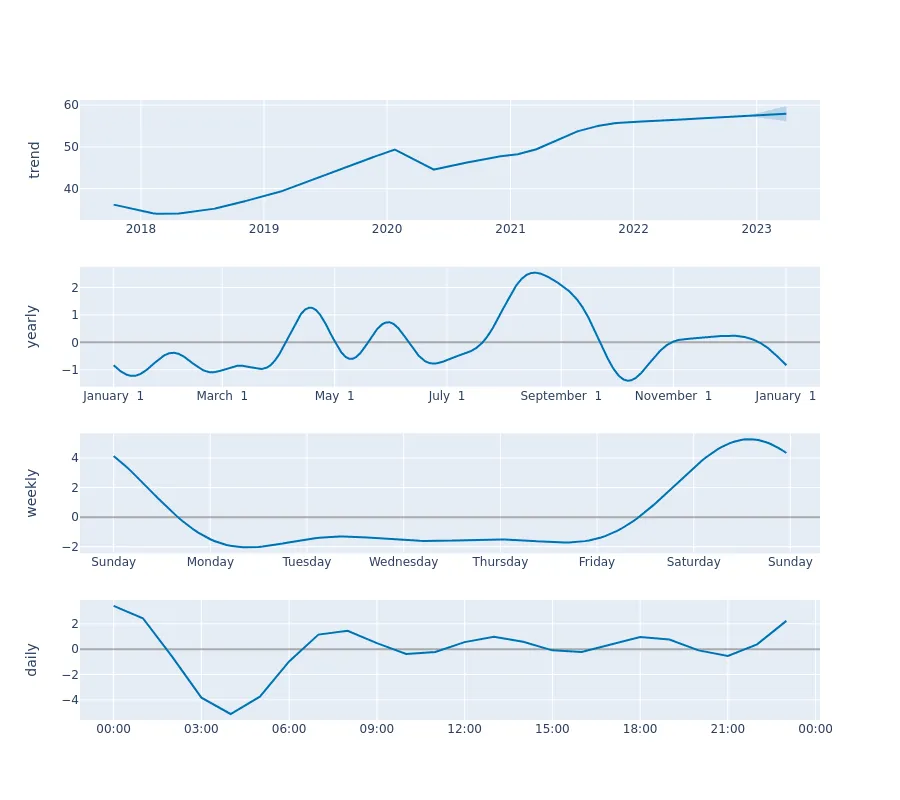 60
50
40
trend
2018 2019 2020 2021 2022 2023
2
1
0
−1
yearly
January 1 March 1 May 1 July 1 September 1 November 1 January 1
4
2
0
−2
weekly
Sunday Monday Tuesday Wednesday Thursday Friday Saturday Sunday
2
0
−2
−4
daily
00:00 03:00 06:00 09:00 12:00 15:00 18:00 21:00 00:00